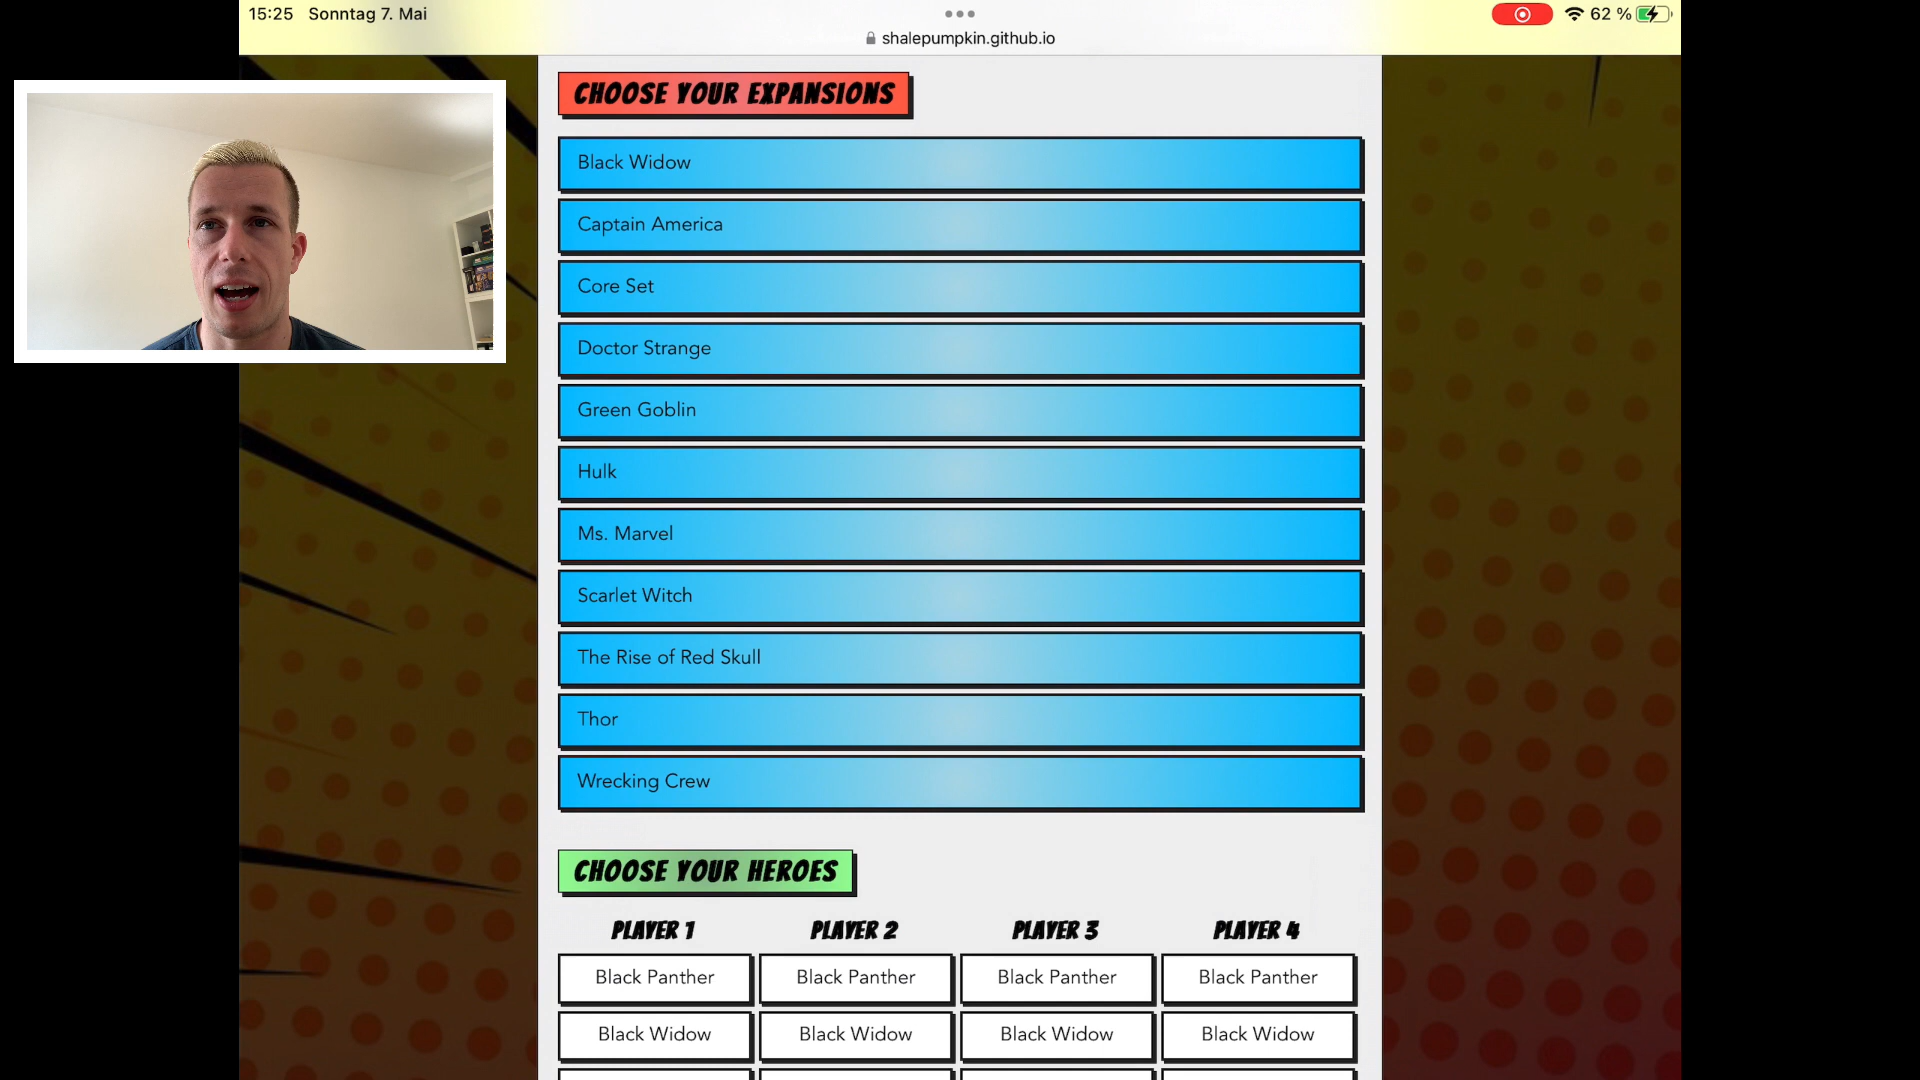 15:25 Sonntag 7. Mai
62 %
shalepumpkin.github.io
CHOOSE YOUR EXPANSIONS
Black Widow
Captain America
Core Set
Doctor Strange
Green Goblin
Hulk
Ms. Marvel
Scarlet Witch
The Rise of Red Skull
Thor
Wrecking Crew
CHOOSE YOUR HEROES
PLAYER 1 PLAYER 2 PLAYER 3 PLAYER 4
Black Panther Black Panther Black Panther Black Panther
Black Widow Black Widow Black Widow Black Widow